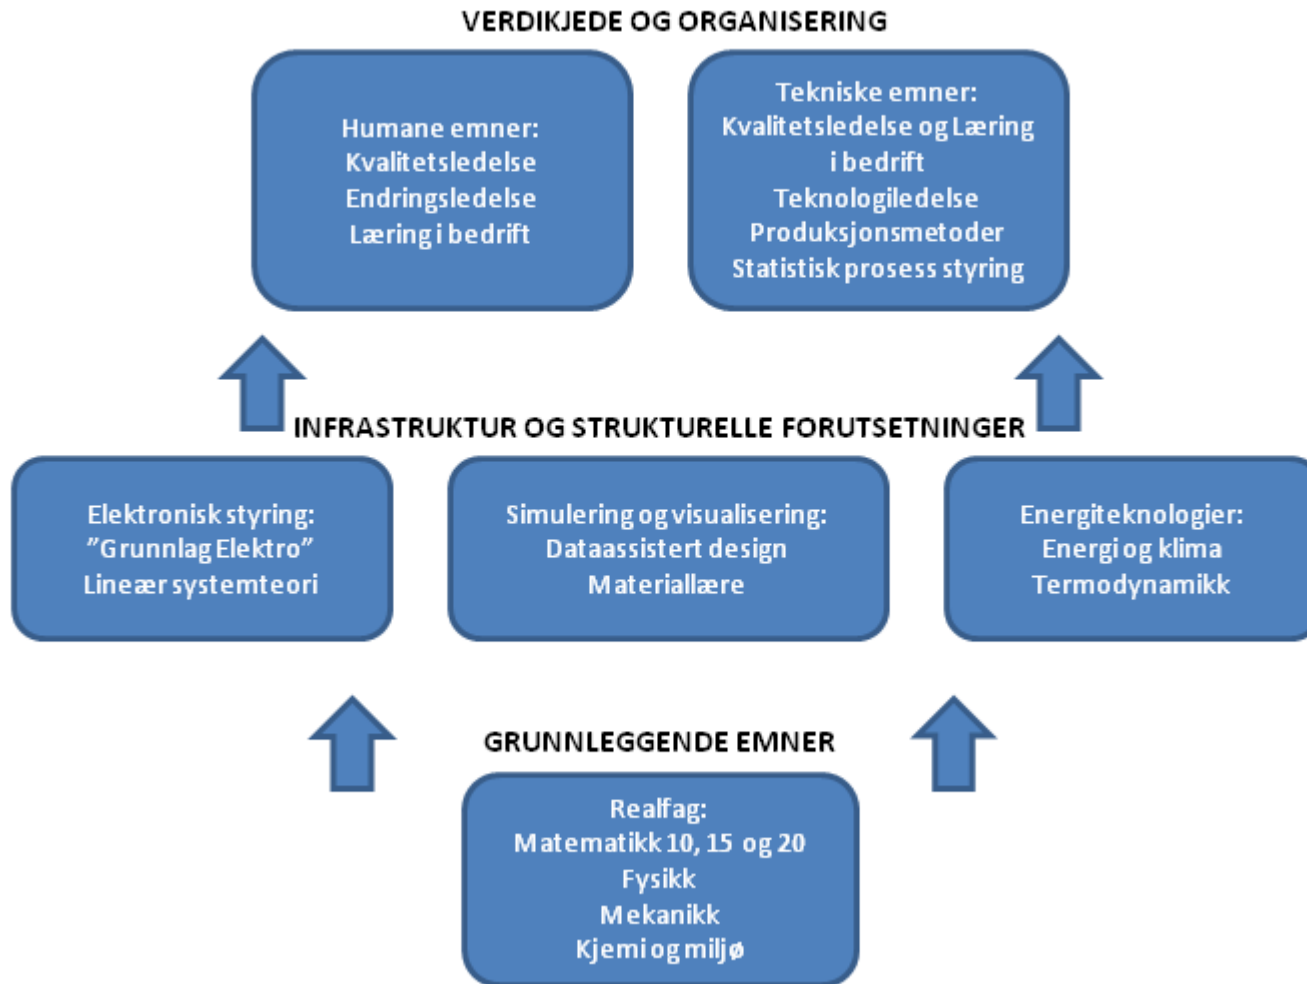 VERDIKJEDE OG ORGANISERING
Humane emner:
Kvalitetsledelse
Endringsledelse
Læring i bedrift
Tekniske emner:
Kvalitetsledelse og Læring
i bedrift
Teknologiledelse
Produksjonsmetoder
Statistisk prosess styring
INFRASTRUKTUR OG STRUKTURELLE FORUTSETNINGER
Elektronisk styring:
”Grunnlag Elektro”
Lineær systemteori
Simulering og visualisering:
Dataassistert design
Materiallære
Energiteknologier:
Energi og klima
Termodynamikk
GRUNNLEGGENDE EMNER
Realfag:
Matematikk 10, 15 og 20
Fysikk
Mekanikk
Kjemi og miljø